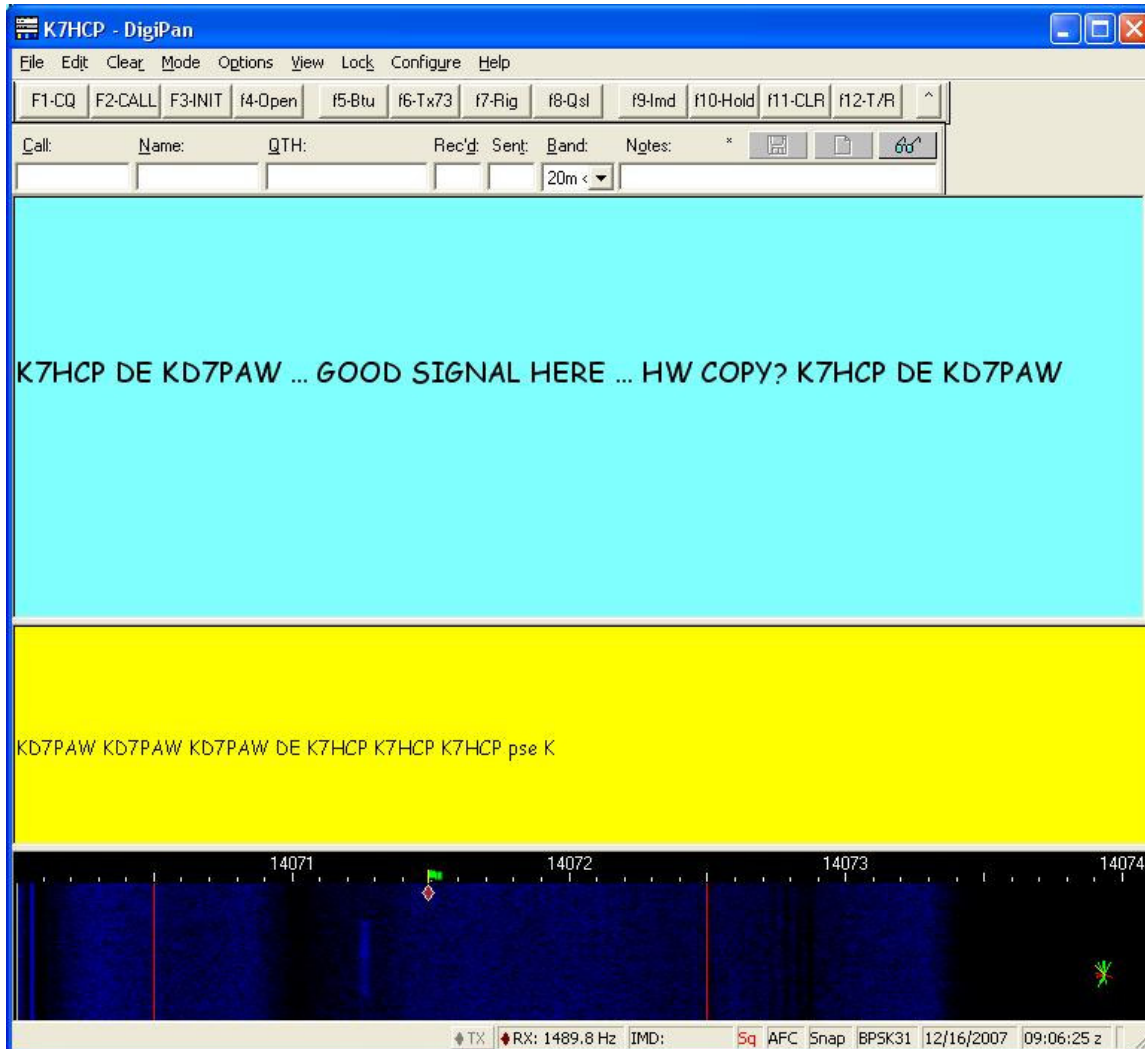 K7HCP - DigiPan
File Edit Clear Mode Options View Lock Configure Help
F1-CQ F2-CALL F3-INIT f4-Open f5-Btu f6-Tx73 f7-Rig f8-Qsl f9-Imd f10-Hold f11-CLR f12-T/R ^
Call: Name: QTH: Rec'd: Sent: Band: Notes: *
20m <
K7HCP DE KD7PAW ... GOOD SIGNAL HERE ... HW COPY? K7HCP DE KD7PAW
KD7PAW KD7PAW KD7PAW DE K7HCP K7HCP K7HCP pse K
14071 14072 14073 14074
TX RX: 1489.8 Hz IMD: Sq AFC Snap BPSK31 12/16/2007 09:06:25 z